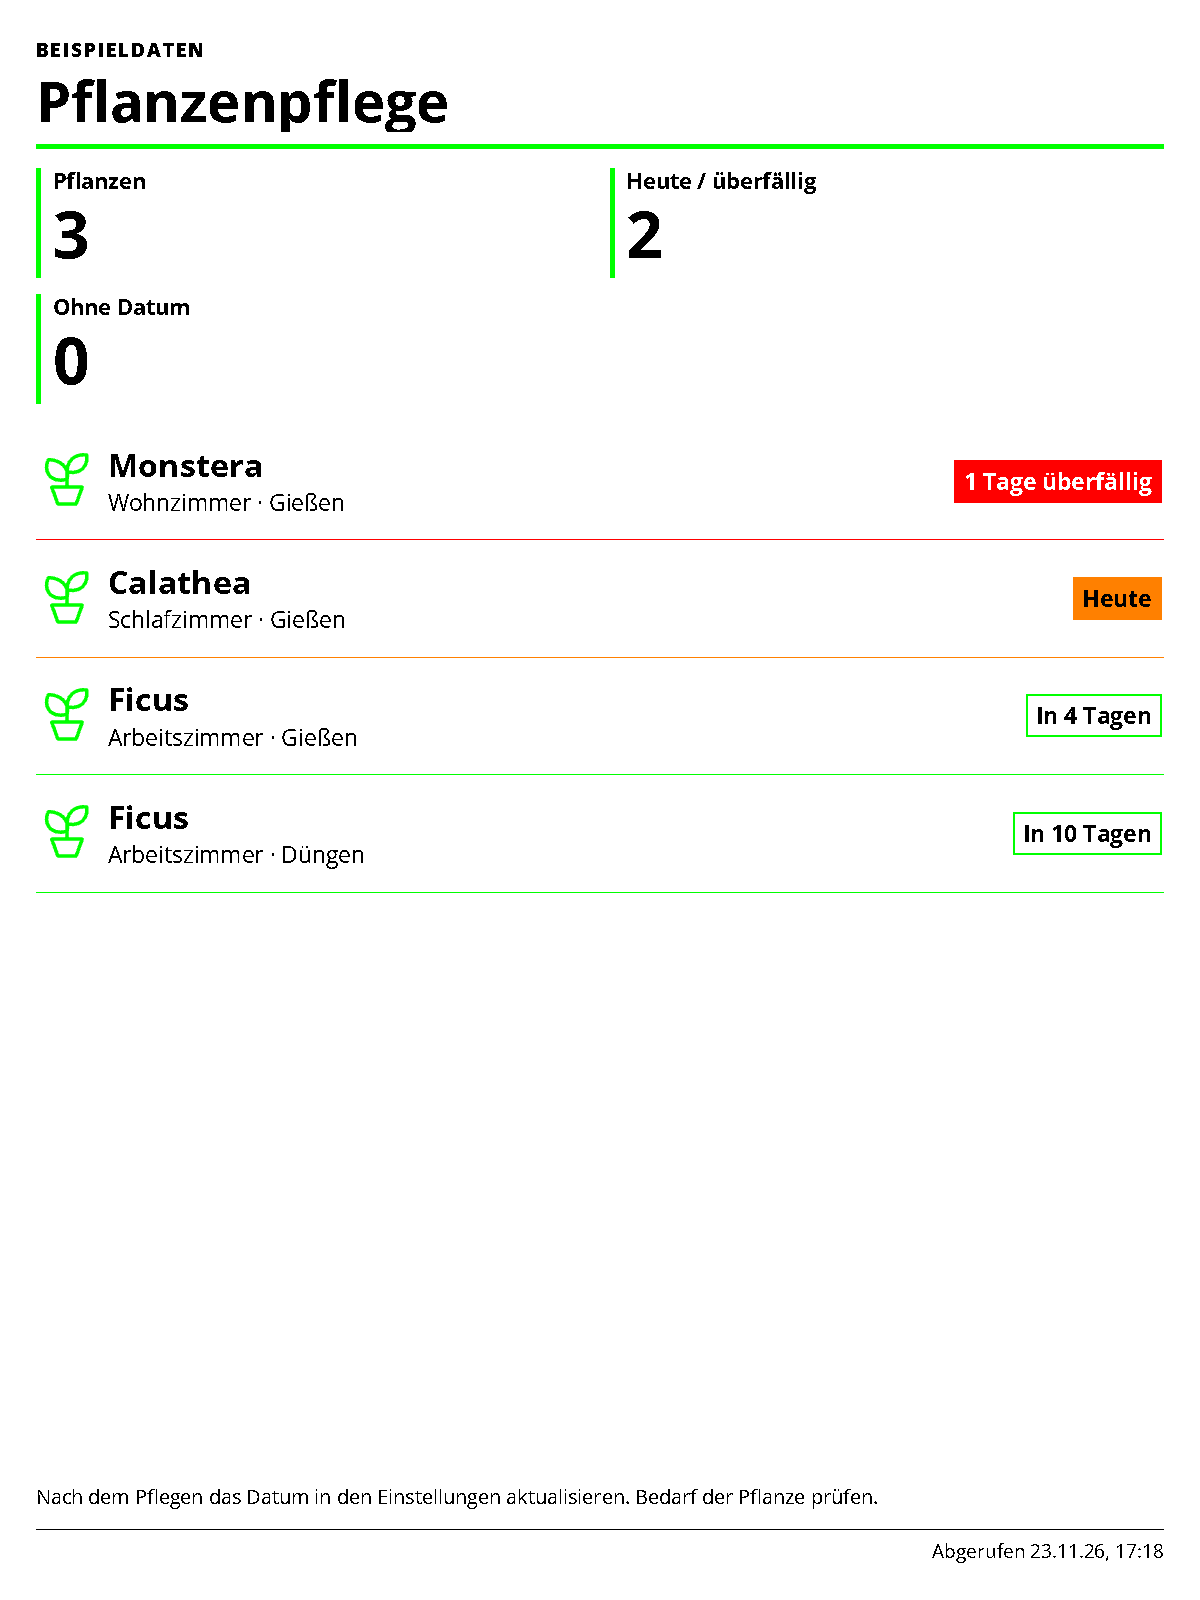 BEISPIELDATEN
Pflanzenpflege
Pflanzen
3
Heute / überfällig
2
Ohne Datum
0
Monstera
Wohnzimmer · Gießen
1 Tage überfällig
Calathea
Schlafzimmer · Gießen
Heute
Ficus
Arbeitszimmer · Gießen
In 4 Tagen
Ficus
Arbeitszimmer · Düngen
In 10 Tagen
Nach dem Pflegen das Datum in den Einstellungen aktualisieren. Bedarf der Pflanze prüfen.
Abgerufen 23.11.26, 17:18